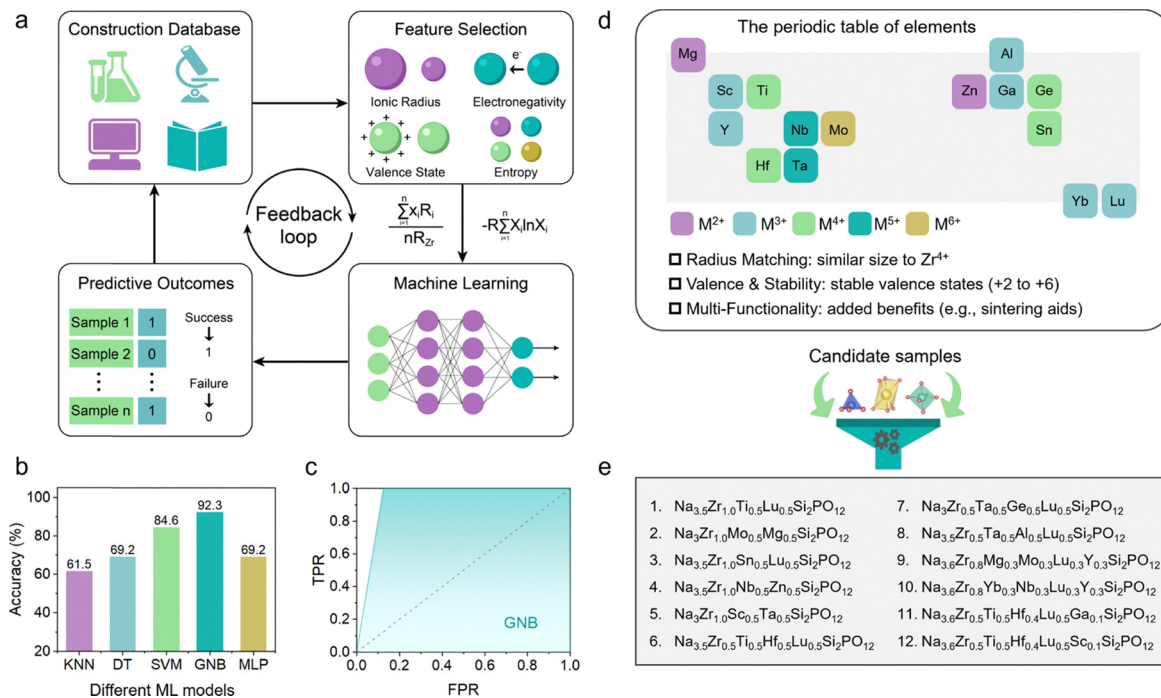 a
Construction Database
Feature Selection
e-
Ionic Radius
Electronegativity
+ + + + + + + + + +
Valence State
Entropy
Feedback
loop
∑ⁿᵢ₌₁xᵢRᵢ
nR_Zr
-R∑ⁿᵢ₌₁XᵢlnXᵢ
Predictive Outcomes
Sample 1 1
Sample 2 0
Sample n 1
Success
1
Failure
0
Machine Learning
b
Accuracy (%)
100
80
60
40
20
61.5
69.2
84.6
92.3
69.2
KNN DT SVM GNB MLP
Different ML models
c
TPR
1.0
0.8
0.6
0.4
0.2
0.0
GNB
0.0 0.2 0.4 0.6 0.8 1.0
FPR
d
The periodic table of elements
Mg Al
Sc Ti Zn Ga Ge
Y Nb Mo Sn
Hf Ta
Yb Lu
M²⁺ M³⁺ M⁴⁺ M⁵⁺ M⁶⁺
Radius Matching: similar size to Zr⁴⁺
Valence & Stability: stable valence states (+2 to +6)
Multi-Functionality: added benefits (e.g., sintering aids)
Candidate samples
e
1. Na₃.₅Zr₁.₀Ti₀.₅Lu₀.₅Si₂PO₁₂
2. Na₃Zr₁.₀Mo₀.₅Mg₀.₅Si₂PO₁₂
3. Na₃.₅Zr₁.₀Sn₀.₅Lu₀.₅Si₂PO₁₂
4. Na₃.₅Zr₁.₀Nb₀.₅Zn₀.₅Si₂PO₁₂
5. Na₃Zr₁.₀Sc₀.₅Ta₀.₅Si₂PO₁₂
6. Na₃.₅Zr₀.₅Ti₀.₅Hf₀.₅Lu₀.₅Si₂PO₁₂
7. Na₃Zr₀.₅Ta₀.₅Ge₀.₅Lu₀.₅Si₂PO₁₂
8. Na₃.₅Zr₀.₅Ta₀.₅Al₀.₅Lu₀.₅Si₂PO₁₂
9. Na₃.₆Zr₀.₈Mg₀.₃Mo₀.₃Lu₀.₃Y₀.₃Si₂PO₁₂
10. Na₃.₆Zr₀.₈Yb₀.₃Nb₀.₃Lu₀.₃Y₀.₃Si₂PO₁₂
11. Na₃.₆Zr₀.₅Ti₀.₅Hf₀.₄Lu₀.₅Ga₀.₁Si₂PO₁₂
12. Na₃.₆Zr₀.₅Ti₀.₅Hf₀.₄Lu₀.₅Sc₀.₁Si₂PO₁₂